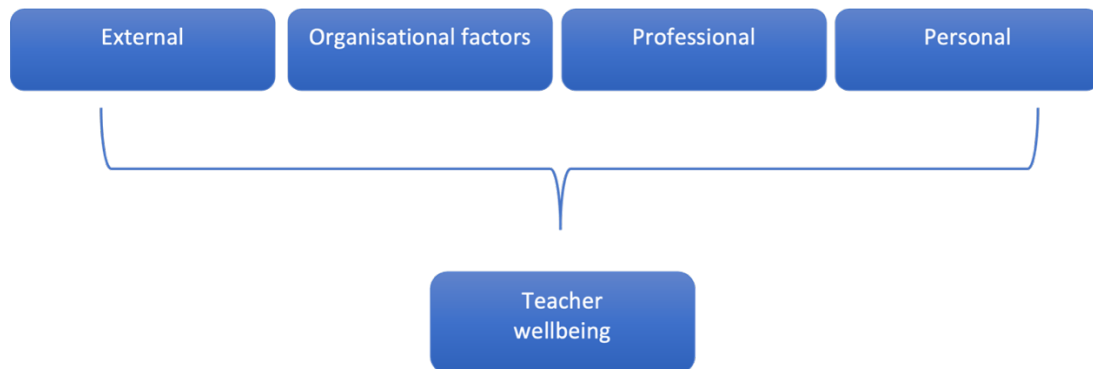 External
Organisational factors
Professional
Personal
Teacher
wellbeing